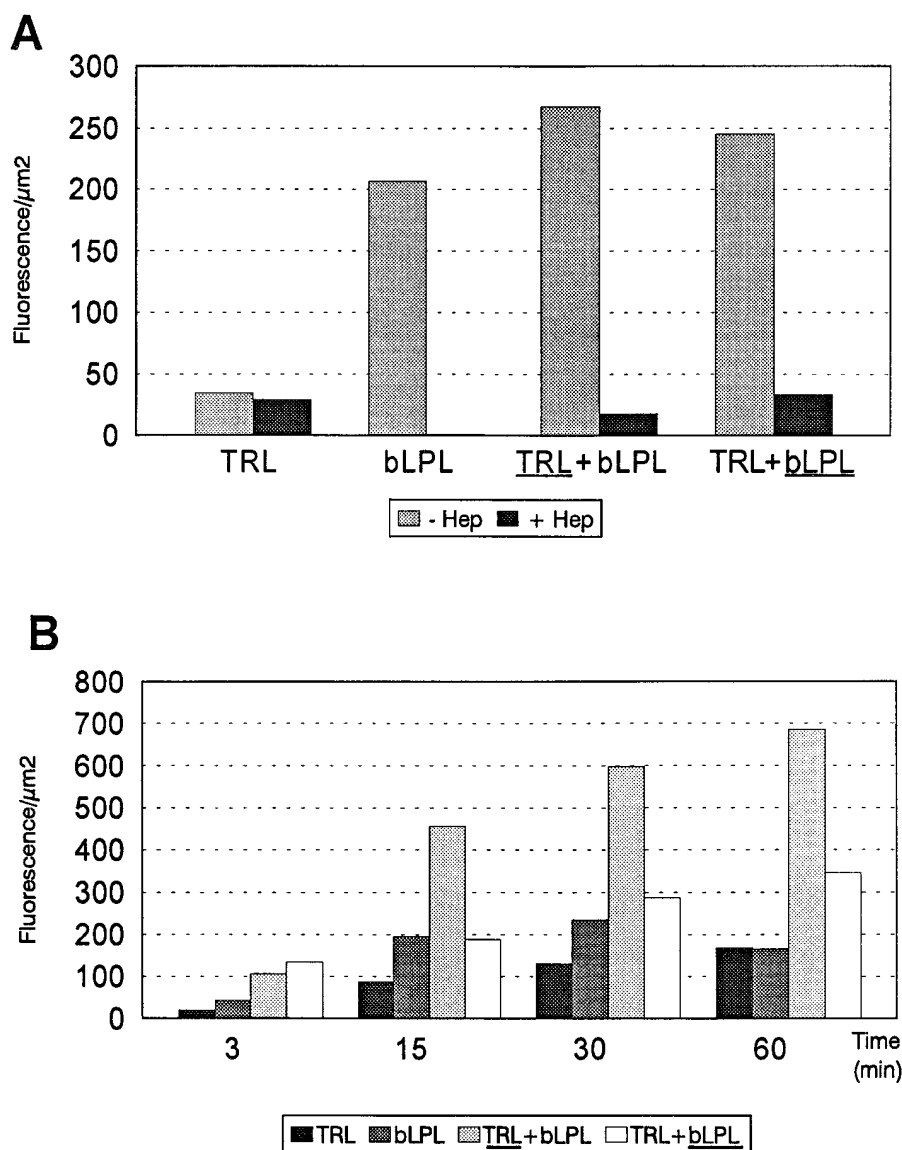 A
300
250
200
150
100
50
0
Fluorescence/µm2
TRL bLPL TRL+bLPL TRL+bLPL
- Hep + Hep
B
800
700
600
500
400
300
200
100
0
Fluorescence/µm2
3 15 30 60 Time
(min)
TRL bLPL TRL+bLPL TRL+bLPL